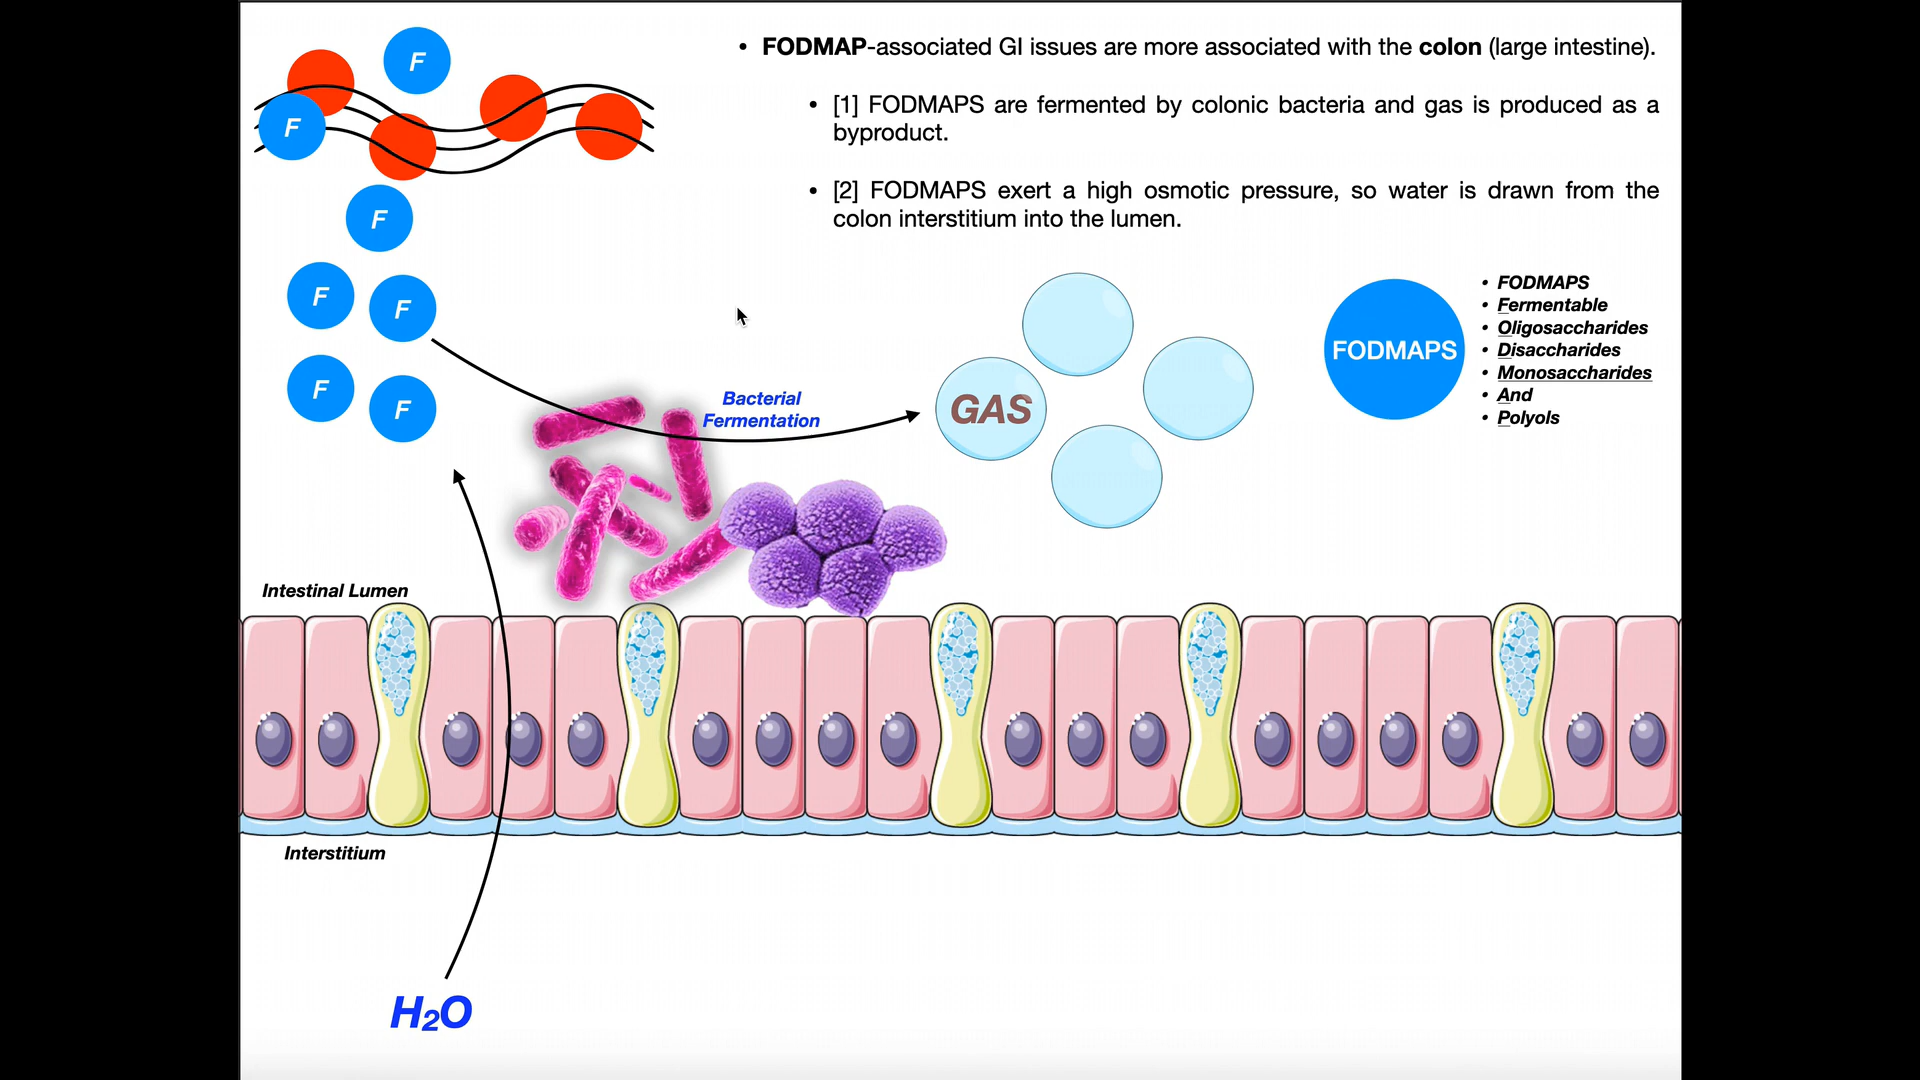 • FODMAP-associated GI issues are more associated with the colon (large intestine).
• [1] FODMAPS are fermented by colonic bacteria and gas is produced as a
byproduct.
• [2] FODMAPS exert a high osmotic pressure, so water is drawn from the
colon interstitium into the lumen.
F
F
F
F
F
F
F
Bacterial
Fermentation
GAS
FODMAPS
• FODMAPS
• Fermentable
• Oligosaccharides
• Disaccharides
• Monosaccharides
• And
• Polyols
Intestinal Lumen
Interstitium
H₂O